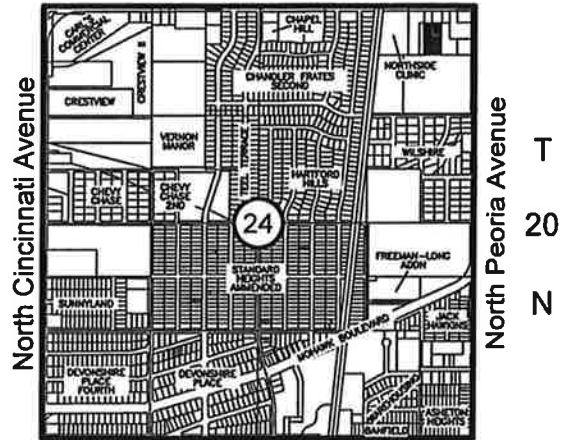 CARL'S
COMMERCIAL
CENTER
CRESTVIEW II
CHAPEL
HILL
CHANDLER FRATES
SECOND
NORTHSIDE
CLINIC
CRESTVIEW
VERNON
MANOR
TEEL TERRACE
WILSHIRE
HARTFORD
HILLS
CHEVY
CHASE
CHEVY
CHASE
2ND
24
STANDARD
HEIGHTS
AMMENDED
FREEMAN-LONG
ADDN
SUNNYLAND
MOHAWK BOULEVARD
JACK
DEVONSHIRE
PLACE
FOURTH
DEVONSHIRE
PLACE
BANFIELD
ASHETON
HEIGHTS
North Cincinnati Avenue
North Peoria Avenue
T
20
N